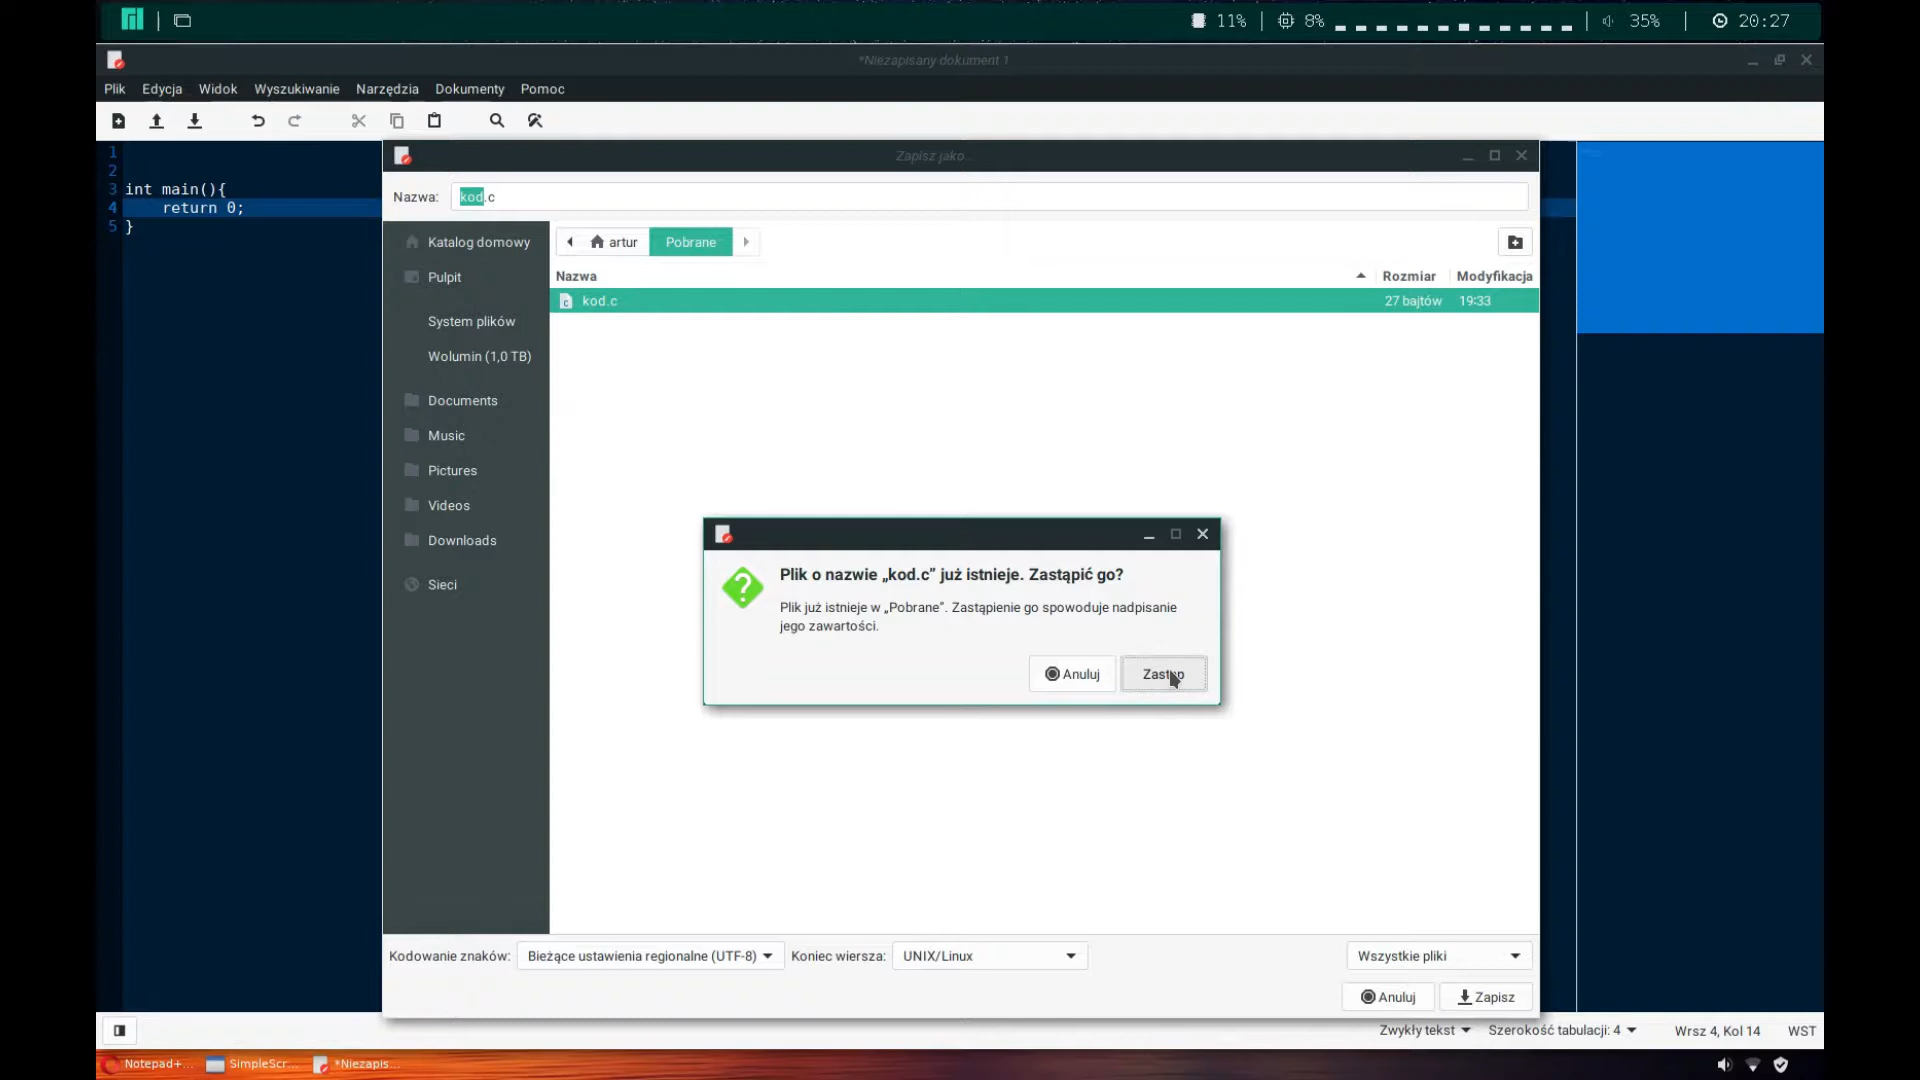 11% 8% 35% 20:27
*Niezapisany dokument 1
Plik Edycja Widok Wyszukiwanie Narzędzia Dokumenty Pomoc
Zapisz jako…
Nazwa: kod.c
1
2
3 int main(){
4 return 0;
5 }
Katalog domowy
Pulpit
System plików
Wolumin (1,0 TB)
Documents
Music
Pictures
Videos
Downloads
Sieci
artur Pobrane
Nazwa Rozmiar Modyfikacja
kod.c 27 bajtów 19:33
Plik o nazwie „kod.c” już istnieje. Zastąpić go?
Plik już istnieje w „Pobrane”. Zastąpienie go spowoduje nadpisanie
jego zawartości.
Anuluj Zastąp
Kodowanie znaków: Bieżące ustawienia regionalne (UTF-8) Koniec wiersza: UNIX/Linux Wszystkie pliki
Anuluj Zapisz
Zwykły tekst Szerokość tabulacji: 4 Wrsz 4, Kol 14 WST
Notepad+... SimpleScr... *Niezapis...